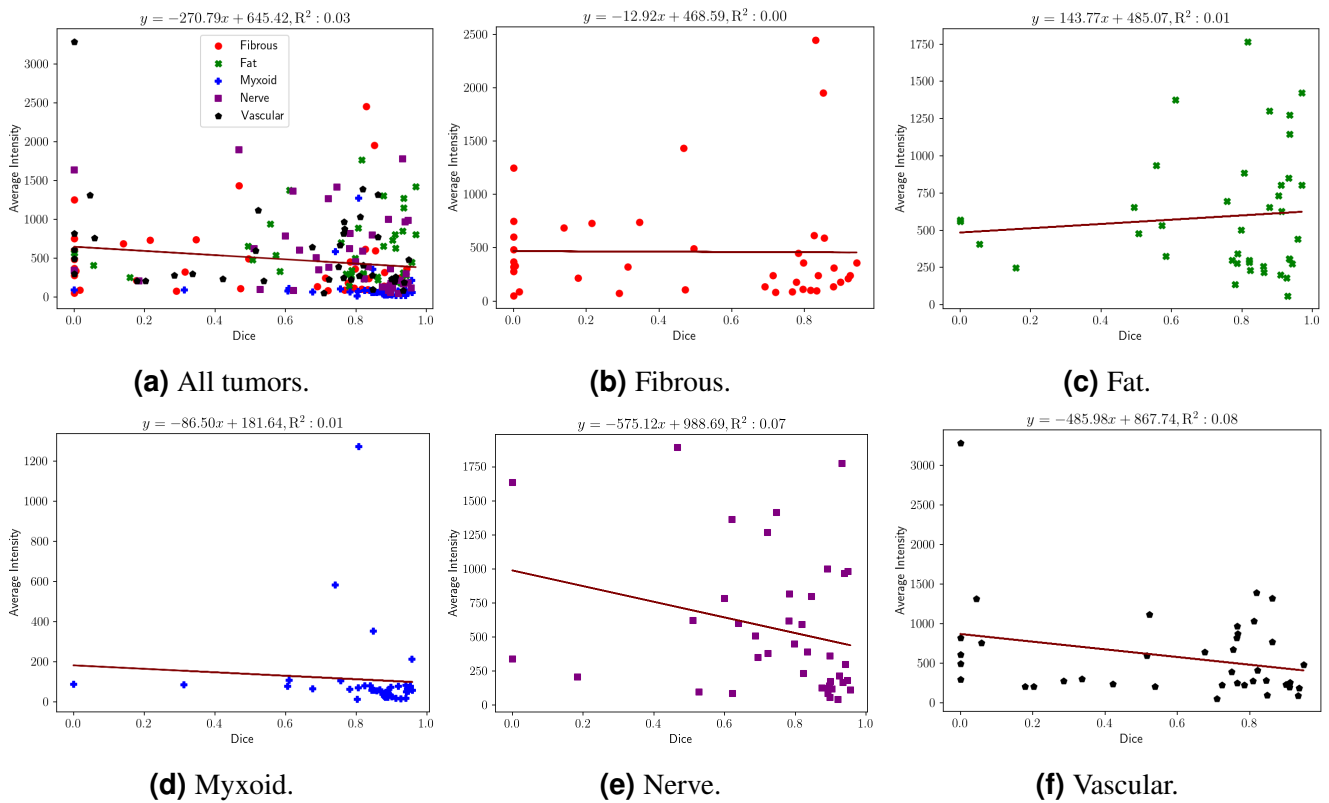 y = −270.79x + 645.42, R² : 0.03
Average Intensity
3000
2500
2000
1500
1000
500
0
Fibrous
Fat
Myxoid
Nerve
Vascular
0.0 0.2 0.4 0.6 0.8 1.0
Dice
(a) All tumors.
y = −12.92x + 468.59, R² : 0.00
Average Intensity
2500
2000
1500
1000
500
0
0.0 0.2 0.4 0.6 0.8
Dice
(b) Fibrous.
y = 143.77x + 485.07, R² : 0.01
Average Intensity
1750
1500
1250
1000
750
500
250
0
0.0 0.2 0.4 0.6 0.8 1.0
Dice
(c) Fat.
y = −86.50x + 181.64, R² : 0.01
Average Intensity
1200
1000
800
600
400
200
0
0.0 0.2 0.4 0.6 0.8 1.0
Dice
(d) Myxoid.
y = −575.12x + 988.69, R² : 0.07
Average Intensity
1750
1500
1250
1000
750
500
250
0
0.0 0.2 0.4 0.6 0.8 1.0
Dice
(e) Nerve.
y = −485.98x + 867.74, R² : 0.08
Average Intensity
3000
2500
2000
1500
1000
500
0
0.0 0.2 0.4 0.6 0.8
Dice
(f) Vascular.